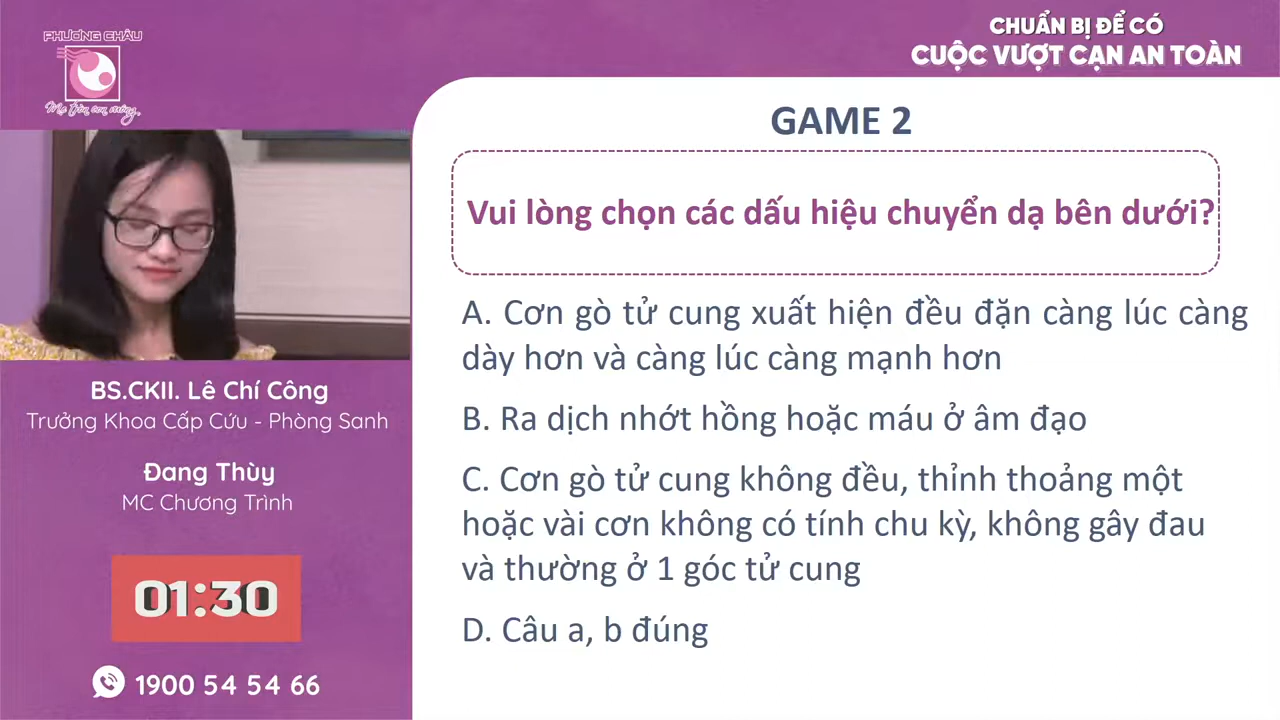 PHƯƠNG CHÂU
Mẹ tròn con vuông.
CHUẨN BỊ ĐỂ CÓ
CUỘC VƯỢT CẠN AN TOÀN
GAME 2
Vui lòng chọn các dấu hiệu chuyển dạ bên dưới?
A. Cơn gò tử cung xuất hiện đều đặn càng lúc càng
dày hơn và càng lúc càng mạnh hơn
B. Ra dịch nhớt hồng hoặc máu ở âm đạo
C. Cơn gò tử cung không đều, thỉnh thoảng một
hoặc vài cơn không có tính chu kỳ, không gây đau
và thường ở 1 góc tử cung
D. Câu a, b đúng
BS.CKII. Lê Chí Công
Trưởng Khoa Cấp Cứu - Phòng Sanh
Đang Thùy
MC Chương Trình
01:30
1900 54 54 66